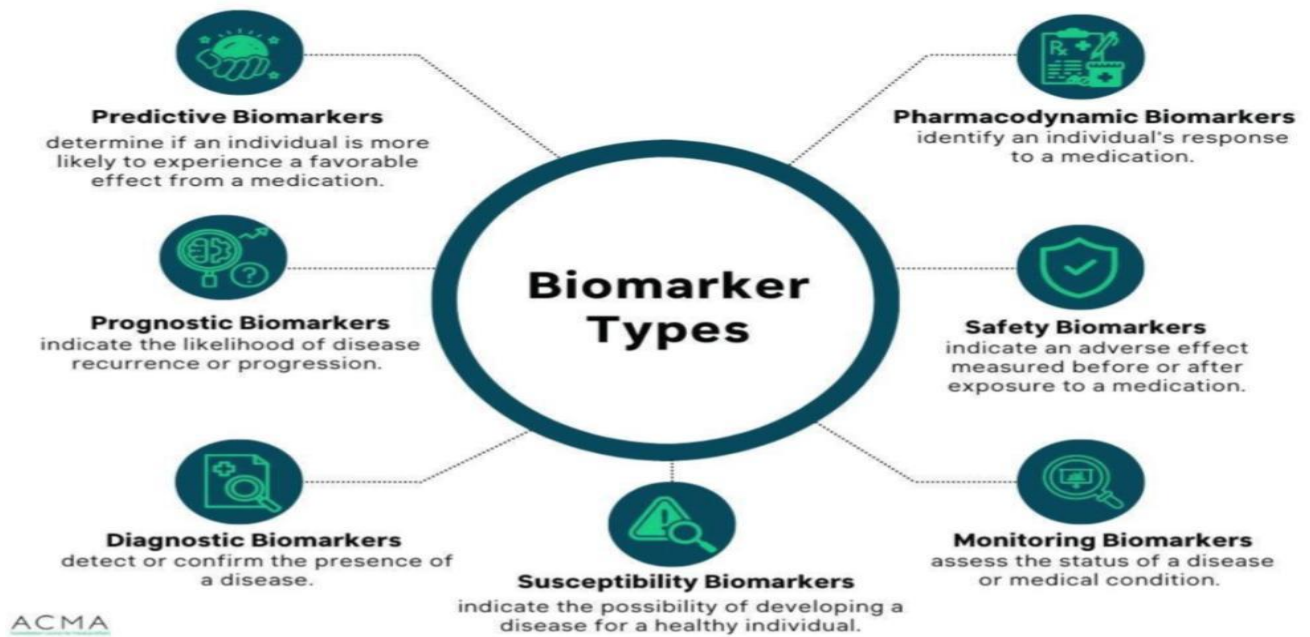 Predictive Biomarkers
determine if an individual is more
likely to experience a favorable
effect from a medication.
Prognostic Biomarkers
indicate the likelihood of disease
recurrence or progression.
Diagnostic Biomarkers
detect or confirm the presence of
a disease.
Biomarker
Types
Susceptibility Biomarkers
indicate the possibility of developing a
disease for a healthy individual.
Pharmacodynamic Biomarkers
identify an individual's response
to a medication.
Safety Biomarkers
indicate an adverse effect
measured before or after
exposure to a medication.
Monitoring Biomarkers
assess the status of a disease
or medical condition.
Rx
?
ACMA